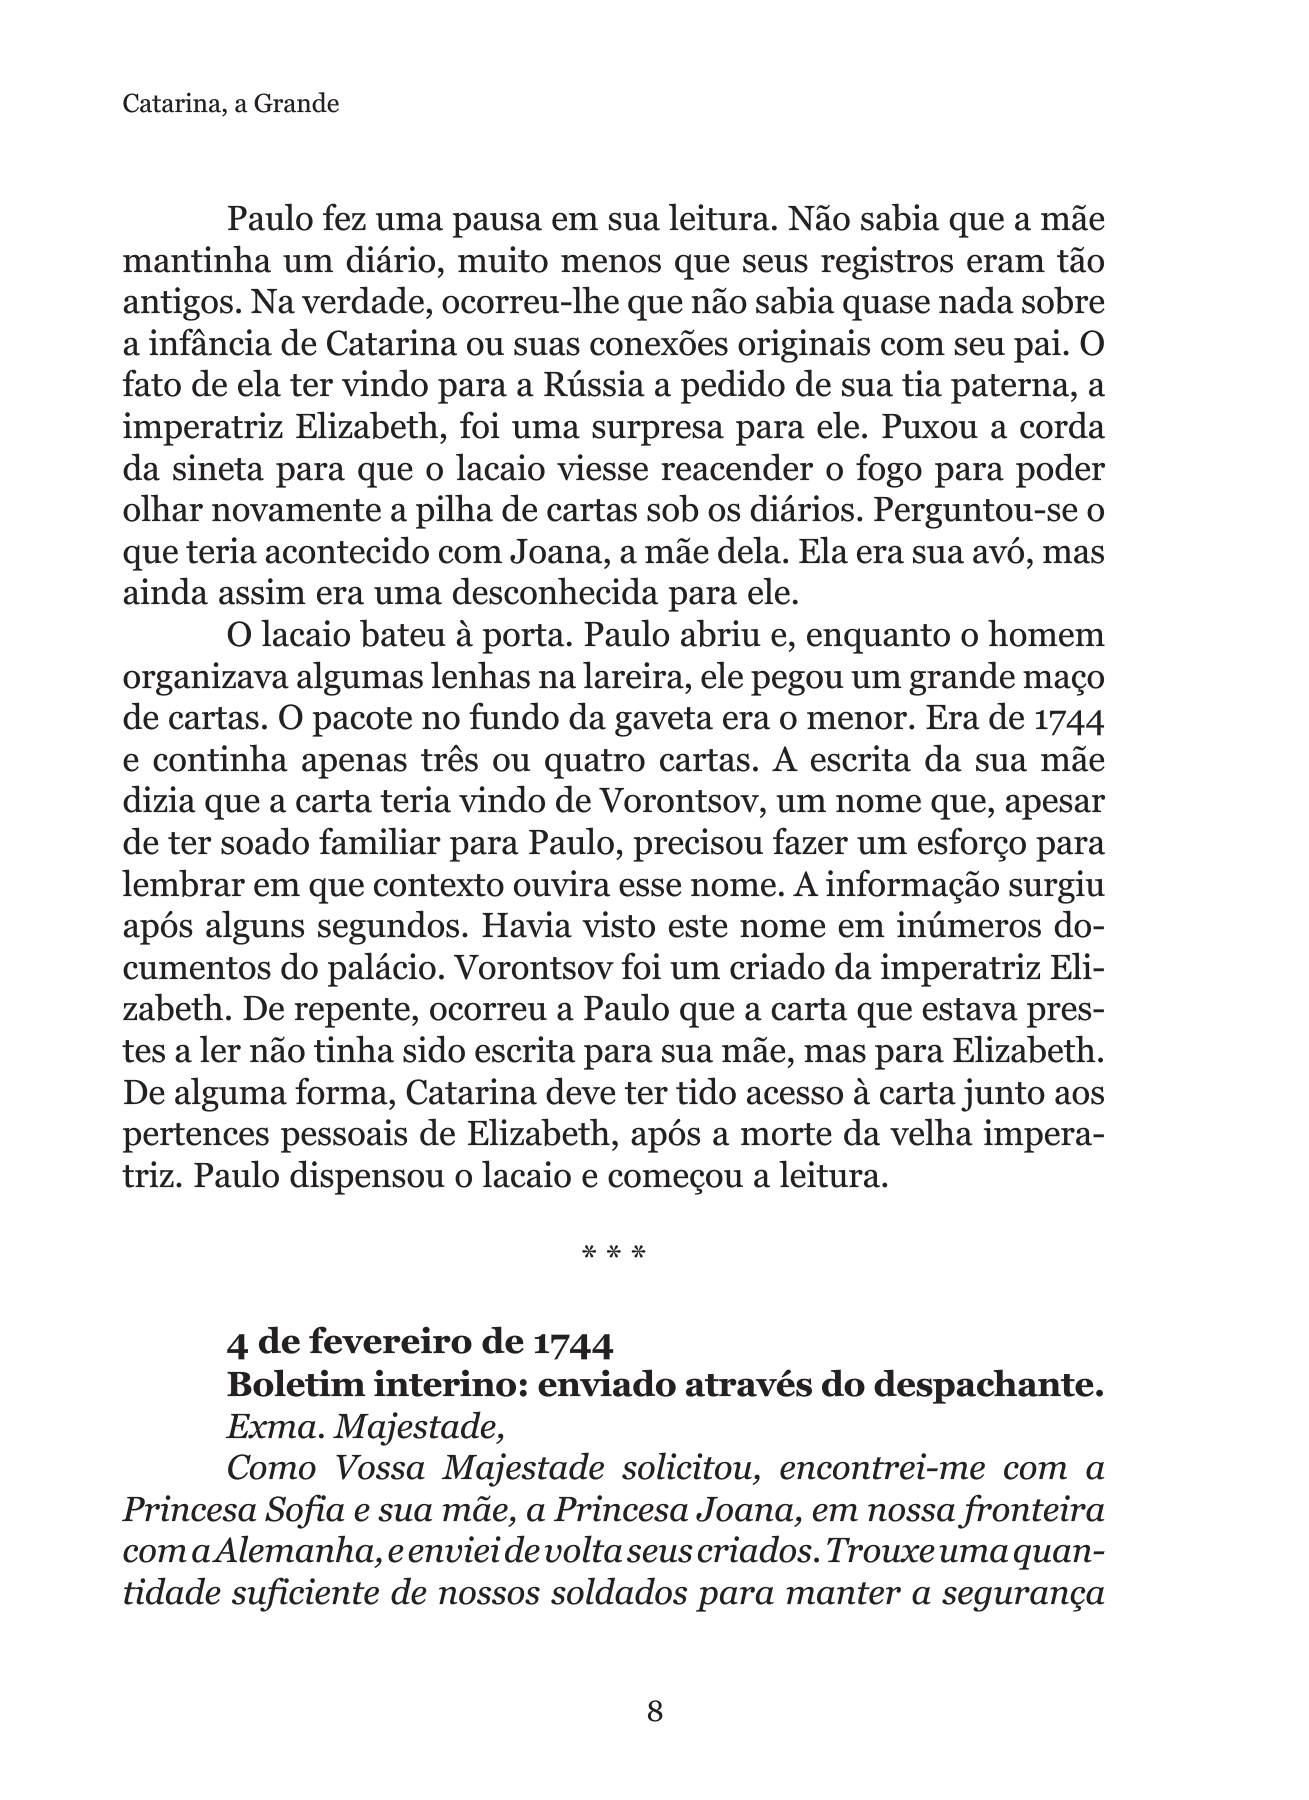 Catarina, a Grande
Paulo fez uma pausa em sua leitura. Não sabia que a mãe
mantinha um diário, muito menos que seus registros eram tão
antigos. Na verdade, ocorreu-lhe que não sabia quase nada sobre
a infância de Catarina ou suas conexões originais com seu pai. O
fato de ela ter vindo para a Rússia a pedido de sua tia paterna, a
imperatriz Elizabeth, foi uma surpresa para ele. Puxou a corda
da sineta para que o lacaio viesse reacender o fogo para poder
olhar novamente a pilha de cartas sob os diários. Perguntou-se o
que teria acontecido com Joana, a mãe dela. Ela era sua avó, mas
ainda assim era uma desconhecida para ele.
O lacaio bateu à porta. Paulo abriu e, enquanto o homem
organizava algumas lenhas na lareira, ele pegou um grande maço
de cartas. O pacote no fundo da gaveta era o menor. Era de 1744
e continha apenas três ou quatro cartas. A escrita da sua mãe
dizia que a carta teria vindo de Vorontsov, um nome que, apesar
de ter soado familiar para Paulo, precisou fazer um esforço para
lembrar em que contexto ouvira esse nome. A informação surgiu
após alguns segundos. Havia visto este nome em inúmeros do-
cumentos do palácio. Vorontsov foi um criado da imperatriz Eli-
zabeth. De repente, ocorreu a Paulo que a carta que estava pres-
tes a ler não tinha sido escrita para sua mãe, mas para Elizabeth.
De alguma forma, Catarina deve ter tido acesso à carta junto aos
pertences pessoais de Elizabeth, após a morte da velha impera-
triz. Paulo dispensou o lacaio e começou a leitura.
* * *
4 de fevereiro de 1744
Boletim interino: enviado através do despachante.
Exma. Majestade,
Como Vossa Majestade solicitou, encontrei-me com a
Princesa Sofia e sua mãe, a Princesa Joana, em nossa fronteira
com a Alemanha, e enviei de volta seus criados. Trouxe uma quan-
tidade suficiente de nossos soldados para manter a segurança
8